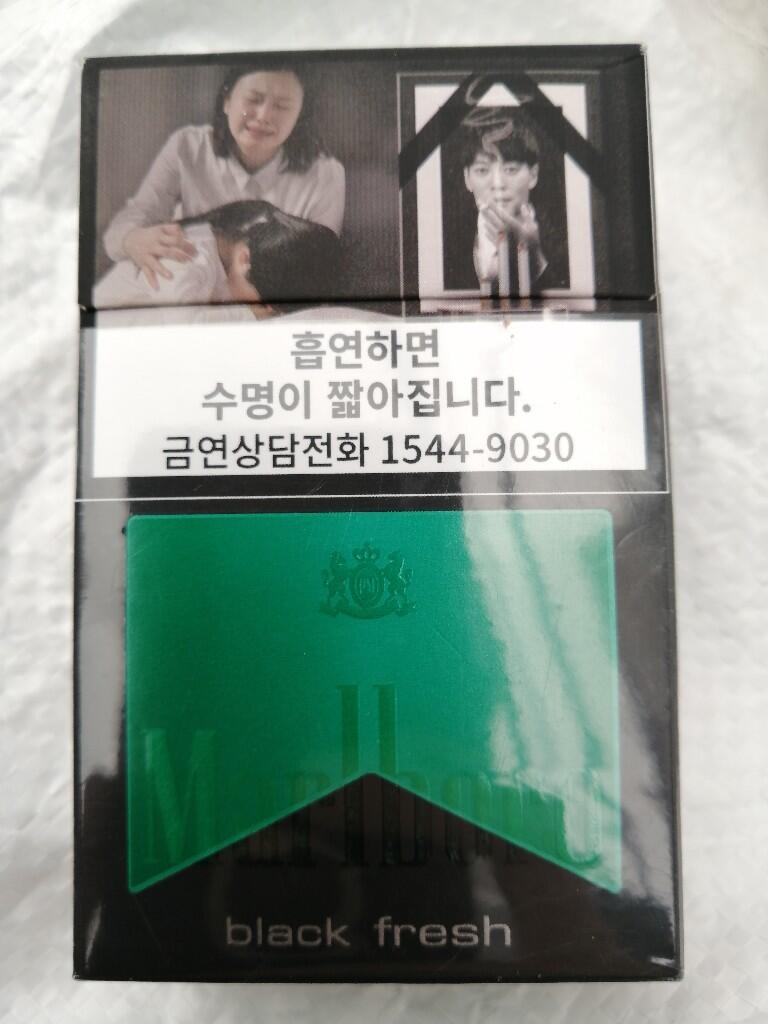 흡연하면
수명이 짧아집니다.
금연상담전화 1544-9030
PM
Marlboro
black fresh